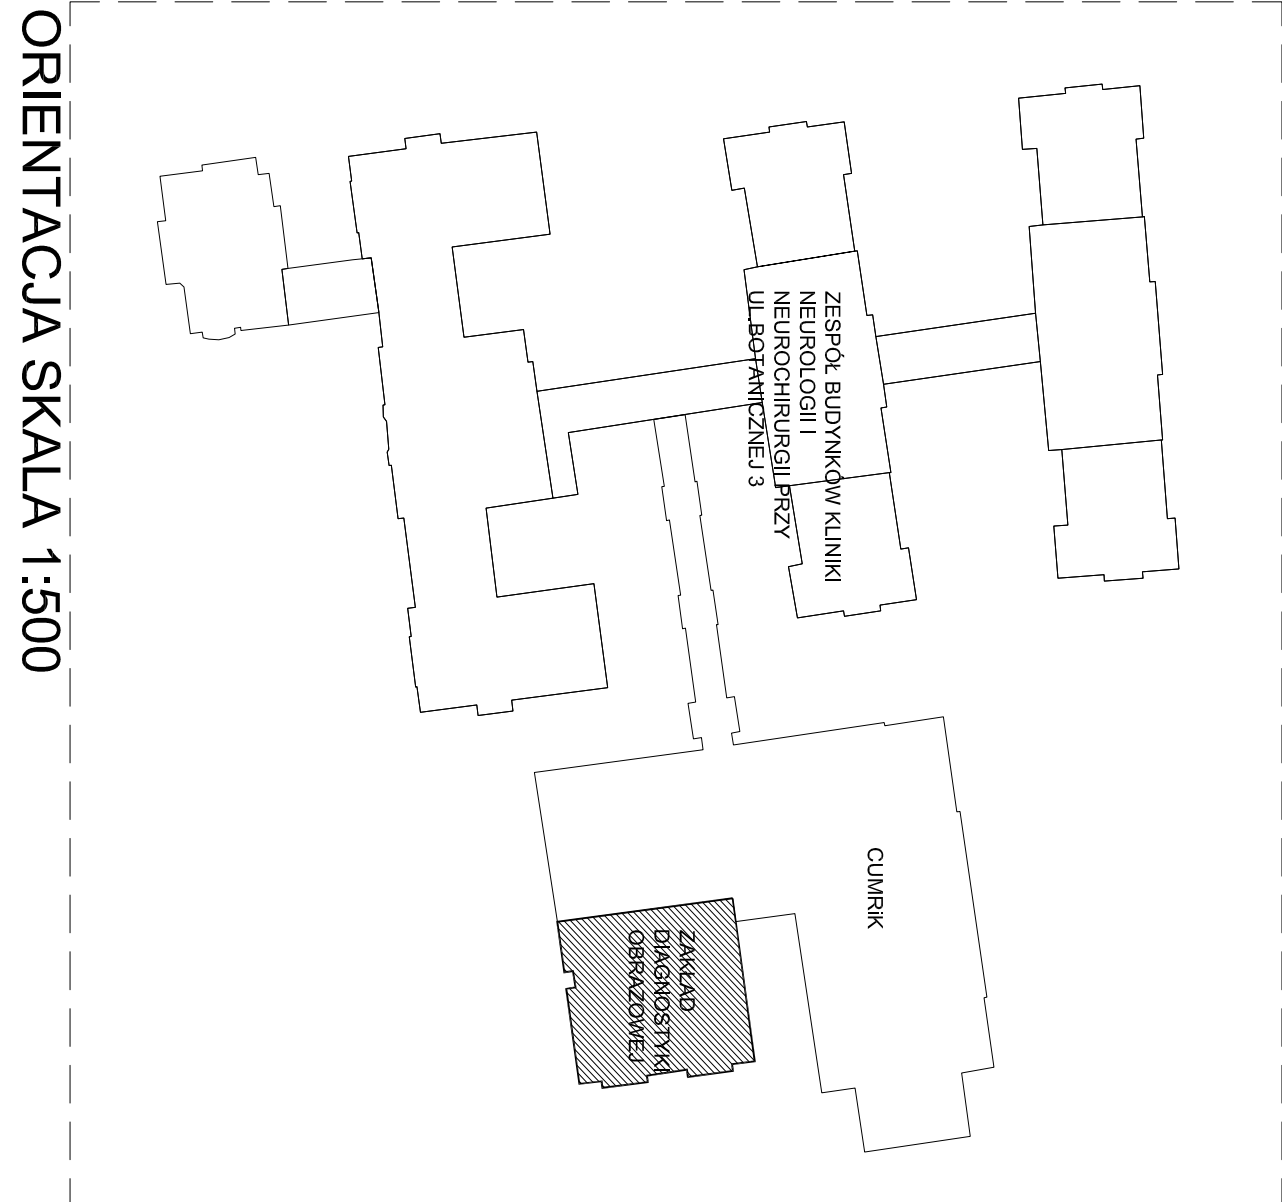 ORIENTACJA SKALA 1:500
ZESPÓŁ BUDYNKÓW KLINIKI
NEUROLOGII I
NEUROCHIRURGII PRZY
UL.BOTANICZNEJ 3
CUMRiK
ZAKŁAD
DIAGNOSTYKI
OBRAZOWEJ